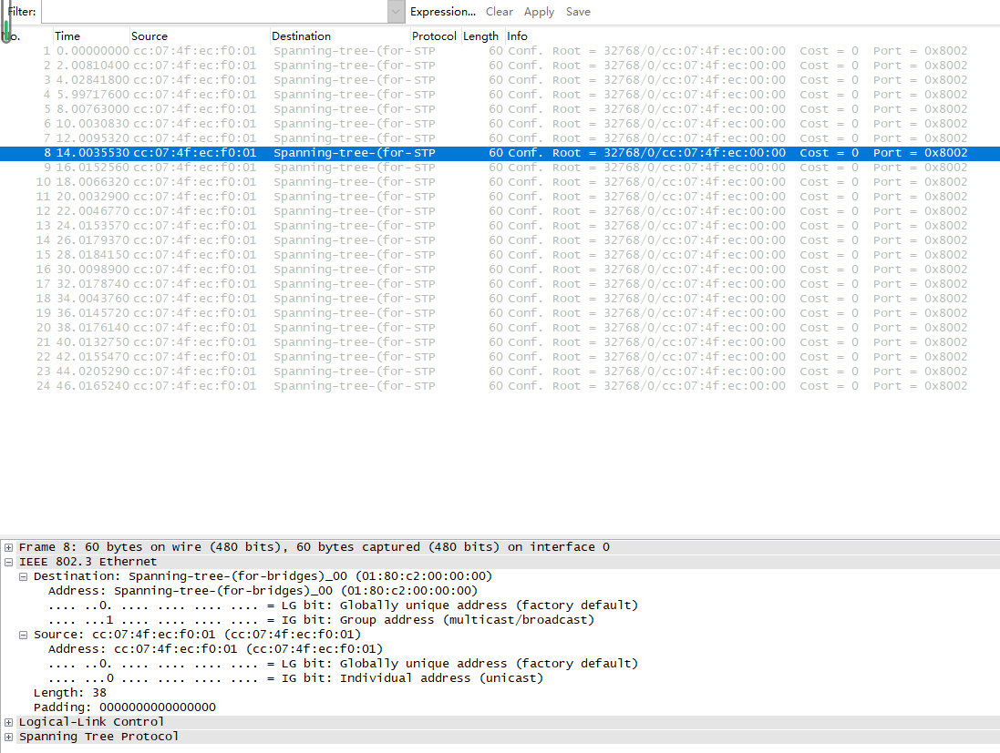 Filter: Expression... Clear Apply Save
No. Time Source Destination Protocol Length Info
1 0.00000000 cc:07:4f:ec:f0:01 Spanning-tree-(for- STP 60 Conf. Root = 32768/0/cc:07:4f:ec:00:00 Cost = 0 Port = 0x8002
2 2.00810400 cc:07:4f:ec:f0:01 Spanning-tree-(for- STP 60 Conf. Root = 32768/0/cc:07:4f:ec:00:00 Cost = 0 Port = 0x8002
3 4.02841800 cc:07:4f:ec:f0:01 Spanning-tree-(for- STP 60 Conf. Root = 32768/0/cc:07:4f:ec:00:00 Cost = 0 Port = 0x8002
4 5.99717600 cc:07:4f:ec:f0:01 Spanning-tree-(for- STP 60 Conf. Root = 32768/0/cc:07:4f:ec:00:00 Cost = 0 Port = 0x8002
5 8.00763000 cc:07:4f:ec:f0:01 Spanning-tree-(for- STP 60 Conf. Root = 32768/0/cc:07:4f:ec:00:00 Cost = 0 Port = 0x8002
6 10.0030830 cc:07:4f:ec:f0:01 Spanning-tree-(for- STP 60 Conf. Root = 32768/0/cc:07:4f:ec:00:00 Cost = 0 Port = 0x8002
7 12.0095320 cc:07:4f:ec:f0:01 Spanning-tree-(for- STP 60 Conf. Root = 32768/0/cc:07:4f:ec:00:00 Cost = 0 Port = 0x8002
8 14.0035530 cc:07:4f:ec:f0:01 Spanning-tree-(for- STP 60 Conf. Root = 32768/0/cc:07:4f:ec:00:00 Cost = 0 Port = 0x8002
9 16.0152560 cc:07:4f:ec:f0:01 Spanning-tree-(for- STP 60 Conf. Root = 32768/0/cc:07:4f:ec:00:00 Cost = 0 Port = 0x8002
10 18.0066320 cc:07:4f:ec:f0:01 Spanning-tree-(for- STP 60 Conf. Root = 32768/0/cc:07:4f:ec:00:00 Cost = 0 Port = 0x8002
11 20.0032900 cc:07:4f:ec:f0:01 Spanning-tree-(for- STP 60 Conf. Root = 32768/0/cc:07:4f:ec:00:00 Cost = 0 Port = 0x8002
12 22.0046770 cc:07:4f:ec:f0:01 Spanning-tree-(for- STP 60 Conf. Root = 32768/0/cc:07:4f:ec:00:00 Cost = 0 Port = 0x8002
13 24.0153570 cc:07:4f:ec:f0:01 Spanning-tree-(for- STP 60 Conf. Root = 32768/0/cc:07:4f:ec:00:00 Cost = 0 Port = 0x8002
14 26.0179370 cc:07:4f:ec:f0:01 Spanning-tree-(for- STP 60 Conf. Root = 32768/0/cc:07:4f:ec:00:00 Cost = 0 Port = 0x8002
15 28.0184150 cc:07:4f:ec:f0:01 Spanning-tree-(for- STP 60 Conf. Root = 32768/0/cc:07:4f:ec:00:00 Cost = 0 Port = 0x8002
16 30.0098900 cc:07:4f:ec:f0:01 Spanning-tree-(for- STP 60 Conf. Root = 32768/0/cc:07:4f:ec:00:00 Cost = 0 Port = 0x8002
17 32.0178740 cc:07:4f:ec:f0:01 Spanning-tree-(for- STP 60 Conf. Root = 32768/0/cc:07:4f:ec:00:00 Cost = 0 Port = 0x8002
18 34.0043760 cc:07:4f:ec:f0:01 Spanning-tree-(for- STP 60 Conf. Root = 32768/0/cc:07:4f:ec:00:00 Cost = 0 Port = 0x8002
19 36.0145720 cc:07:4f:ec:f0:01 Spanning-tree-(for- STP 60 Conf. Root = 32768/0/cc:07:4f:ec:00:00 Cost = 0 Port = 0x8002
20 38.0176140 cc:07:4f:ec:f0:01 Spanning-tree-(for- STP 60 Conf. Root = 32768/0/cc:07:4f:ec:00:00 Cost = 0 Port = 0x8002
21 40.0132750 cc:07:4f:ec:f0:01 Spanning-tree-(for- STP 60 Conf. Root = 32768/0/cc:07:4f:ec:00:00 Cost = 0 Port = 0x8002
22 42.0155470 cc:07:4f:ec:f0:01 Spanning-tree-(for- STP 60 Conf. Root = 32768/0/cc:07:4f:ec:00:00 Cost = 0 Port = 0x8002
23 44.0205290 cc:07:4f:ec:f0:01 Spanning-tree-(for- STP 60 Conf. Root = 32768/0/cc:07:4f:ec:00:00 Cost = 0 Port = 0x8002
24 46.0165240 cc:07:4f:ec:f0:01 Spanning-tree-(for- STP 60 Conf. Root = 32768/0/cc:07:4f:ec:00:00 Cost = 0 Port = 0x8002
Frame 8: 60 bytes on wire (480 bits), 60 bytes captured (480 bits) on interface 0
IEEE 802.3 Ethernet
Destination: Spanning-tree-(for-bridges)_00 (01:80:c2:00:00:00)
Address: Spanning-tree-(for-bridges)_00 (01:80:c2:00:00:00)
.... ..0. .... .... .... .... = LG bit: Globally unique address (factory default)
.... ...1 .... .... .... .... = IG bit: Group address (multicast/broadcast)
Source: cc:07:4f:ec:f0:01 (cc:07:4f:ec:f0:01)
Address: cc:07:4f:ec:f0:01 (cc:07:4f:ec:f0:01)
.... ..0. .... .... .... .... = LG bit: Globally unique address (factory default)
.... ...0 .... .... .... .... = IG bit: Individual address (unicast)
Length: 38
Padding: 0000000000000000
Logical-Link Control
Spanning Tree Protocol